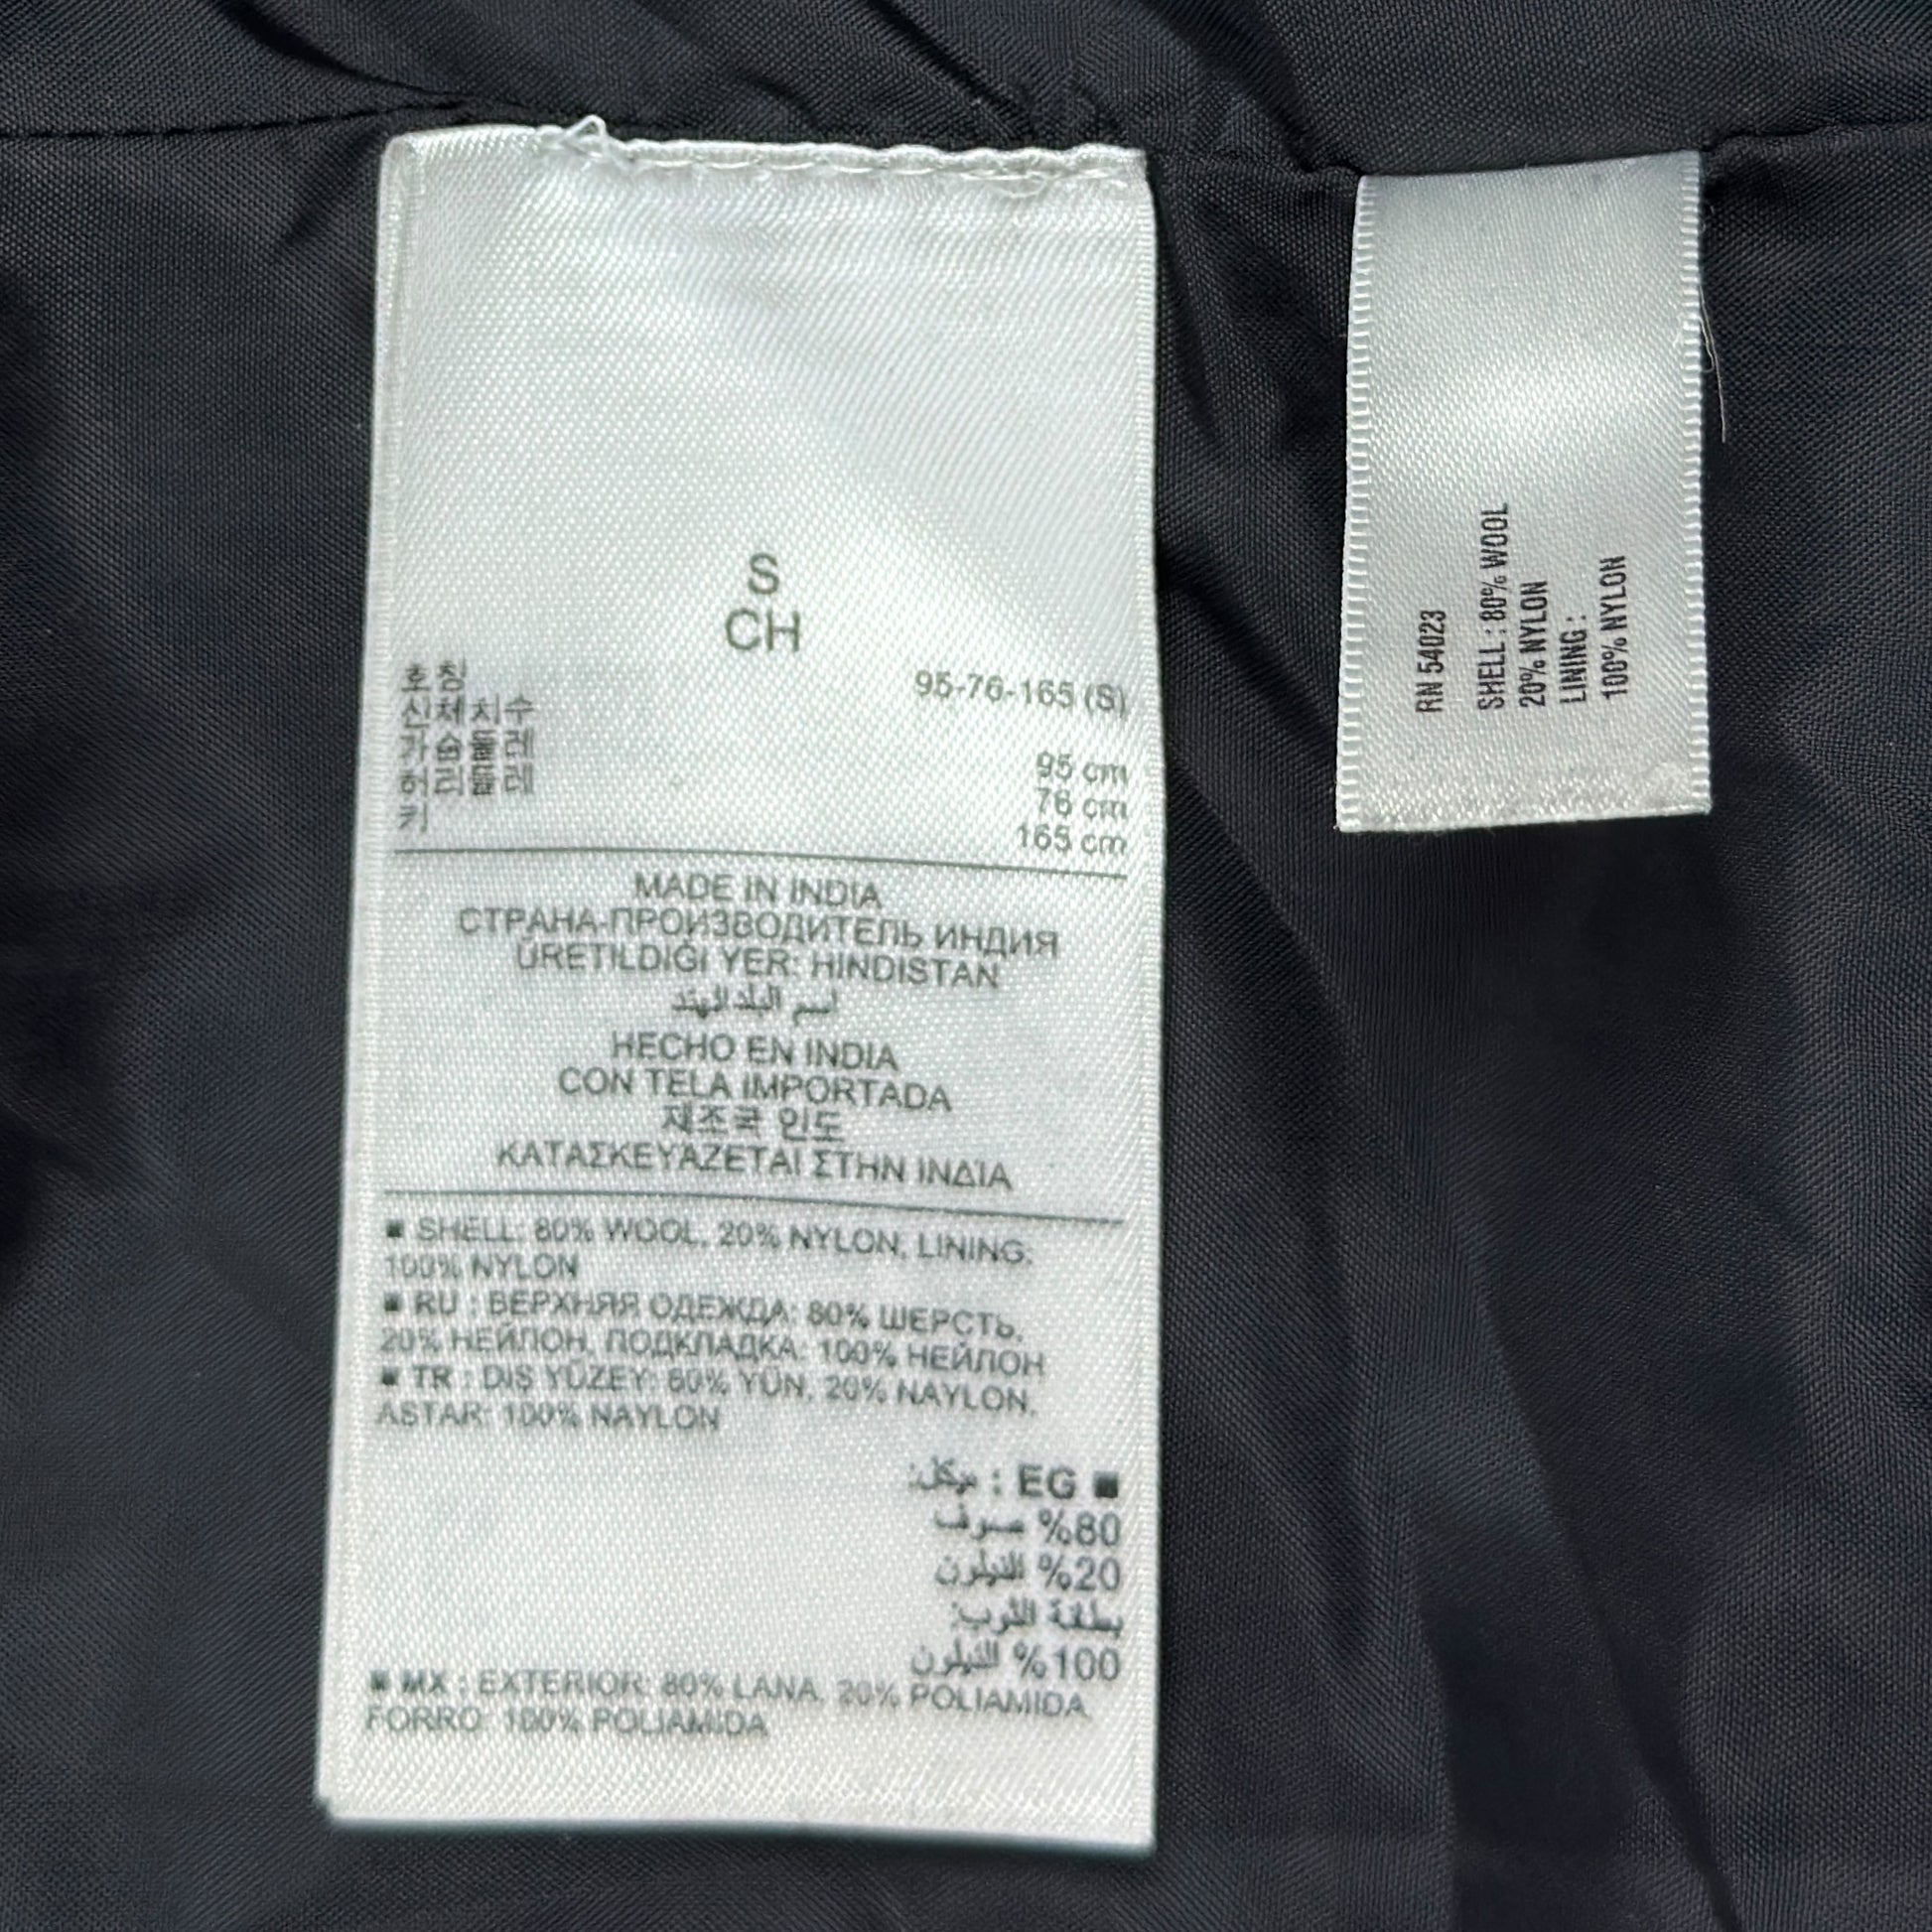 S
CH
호칭 95-76-165 (S)
신체치수
가슴둘레 95 cm
허리둘레 76 cm
키 165 cm
MADE IN INDIA
СТРАНА-ПРОИЗВОДИТЕЛЬ ИНДИЯ
ÜRETILDIĞI YER: HINDISTAN
اسم البلد الهند
HECHO EN INDIA
CON TELA IMPORTADA
제조국 인도
ΚΑΤΑΣΚΕΥΑΖΕΤΑΙ ΣΤΗΝ ΙΝΔΊΑ
■ SHELL: 80% WOOL, 20% NYLON, LINING:
100% NYLON
■ RU : ВЕРХНЯЯ ОДЕЖДА: 80% ШЕРСТЬ,
20% НЕЙЛОН, ПОДКЛАДКА: 100% НЕЙЛОН
■ TR : DIS YÜZEY: 80% YÜN, 20% NAYLON,
ASTAR: 100% NAYLON
■ EG : هيكل:
80% صوف
20% النيلون
بطانة الثوب:
100% النيلون
■ MX : EXTERIOR: 80% LANA, 20% POLIAMIDA
FORRO: 100% POLIAMIDA
RN 54023
SHELL : 80% WOOL
20% NYLON
LINING :
100% NYLON